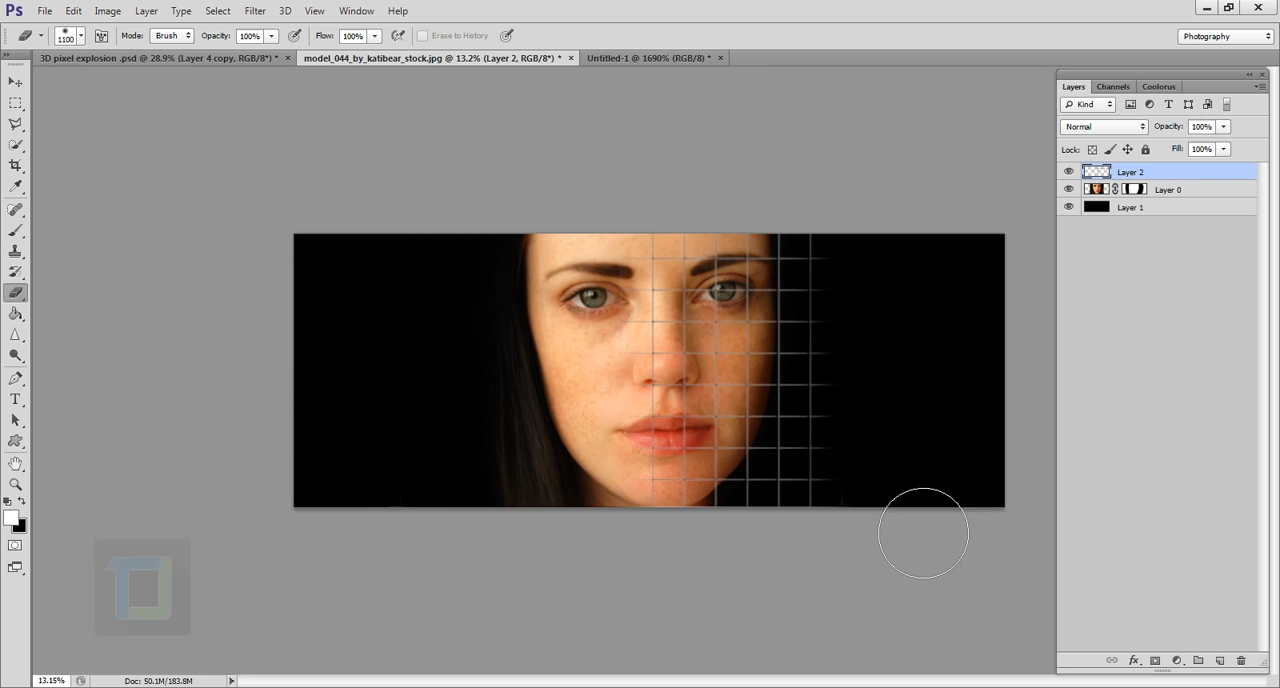 Ps File Edit Image Layer Type Select Filter 3D View Window Help
1100 Mode: Brush Opacity: 100% Flow: 100% Erase to History Photography
3D pixel explosion .psd @ 28.9% (Layer 4 copy, RGB/8*) * × model_044_by_katibear_stock.jpg @ 13.2% (Layer 2, RGB/8*) * × Untitled-1 @ 1690% (RGB/8) * ×
Layers Channels Coolorus
Kind
Normal Opacity: 100%
Lock: Fill: 100%
Layer 2
Layer 0
Layer 1
13.15% Doc: 50.1M/183.8M